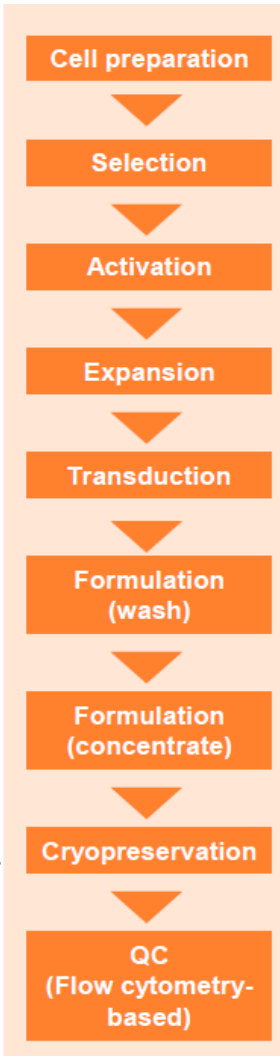 Cell preparation
Selection
Activation
Expansion
Transduction
Formulation
(wash)
Formulation
(concentrate)
Cryopreservation
QC
(Flow cytometry-
based)